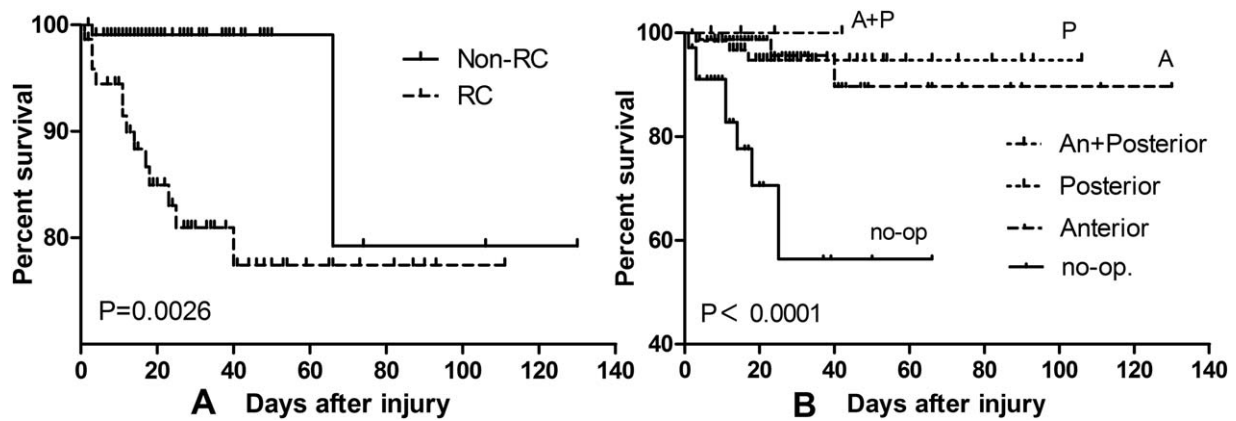 100
90
80
Percent survival
Non-RC
RC
P=0.0026
0 20 40 60 80 100 120 140
A Days after injury
100
80
60
40
Percent survival
A+P
P
A
An+Posterior
Posterior
Anterior
no-op.
no-op
P< 0.0001
0 20 40 60 80 100 120 140
B Days after injury